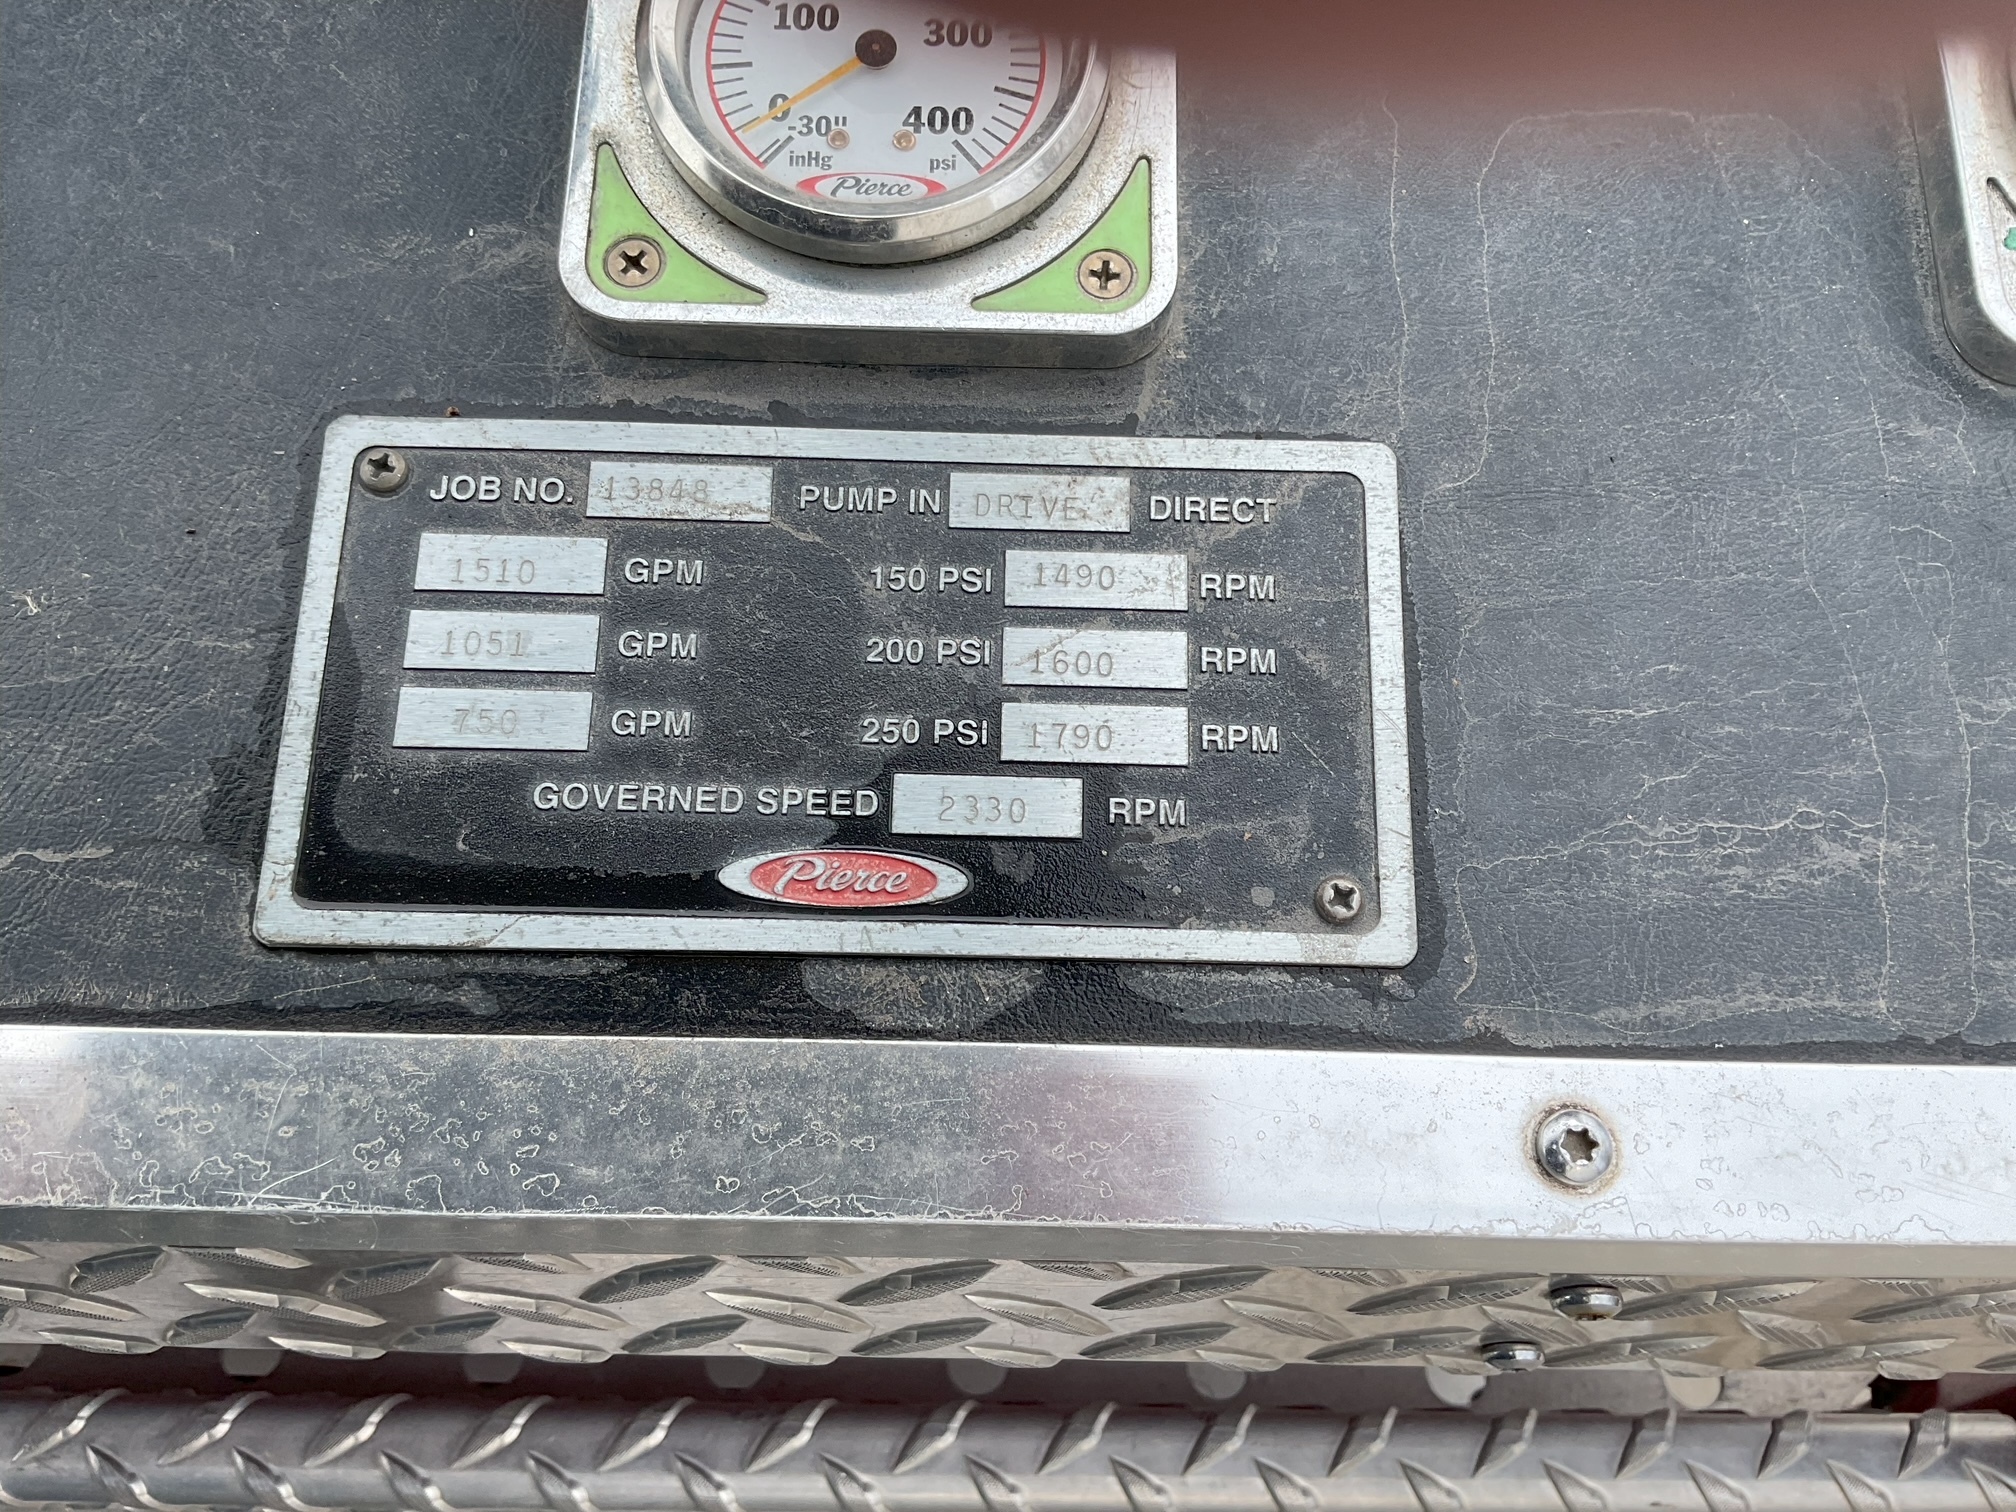 100 300
0 -30" 400
inHg psi
Pierce
JOB NO. 13848 PUMP IN DRIVE DIRECT
1510 GPM 150 PSI 1490 RPM
1051 GPM 200 PSI 1600 RPM
750 GPM 250 PSI 1790 RPM
GOVERNED SPEED 2330 RPM
Pierce